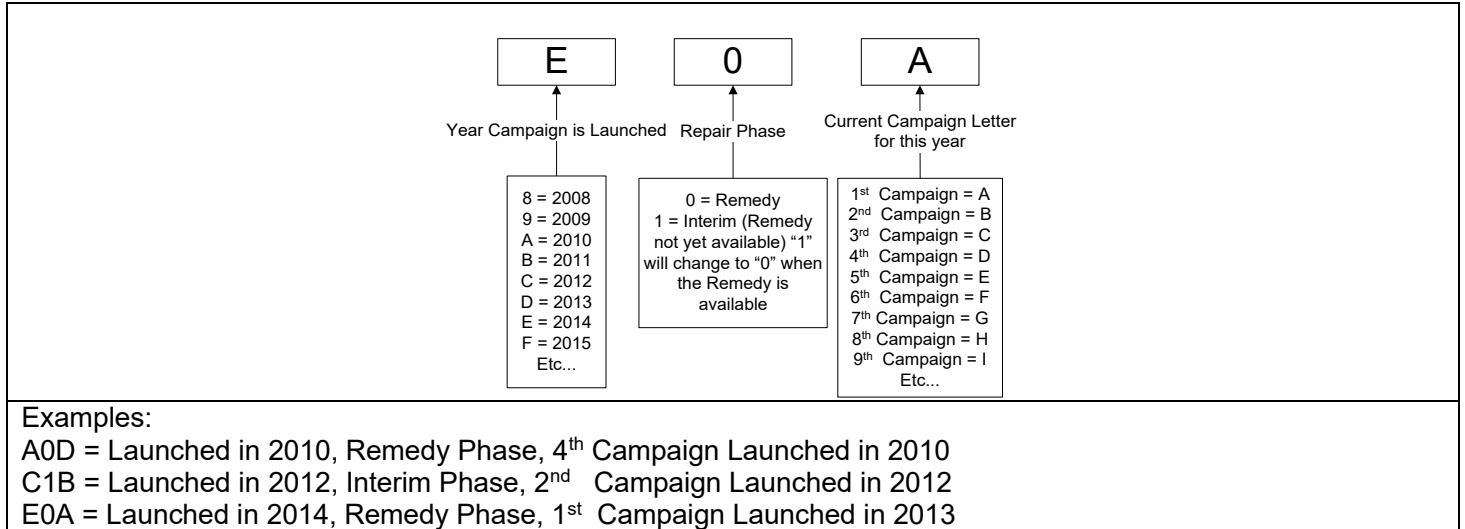 E
0
A
Year Campaign is Launched
Repair Phase
Current Campaign Letter
for this year
8 = 2008
9 = 2009
A = 2010
B = 2011
C = 2012
D = 2013
E = 2014
F = 2015
Etc...
0 = Remedy
1 = Interim (Remedy
not yet available) “1”
will change to “0” when
the Remedy is
available
1st Campaign = A
2nd Campaign = B
3rd Campaign = C
4th Campaign = D
5th Campaign = E
6th Campaign = F
7th Campaign = G
8th Campaign = H
9th Campaign = I
Etc...
Examples:
A0D = Launched in 2010, Remedy Phase, 4th Campaign Launched in 2010
C1B = Launched in 2012, Interim Phase, 2nd Campaign Launched in 2012
E0A = Launched in 2014, Remedy Phase, 1st Campaign Launched in 2013